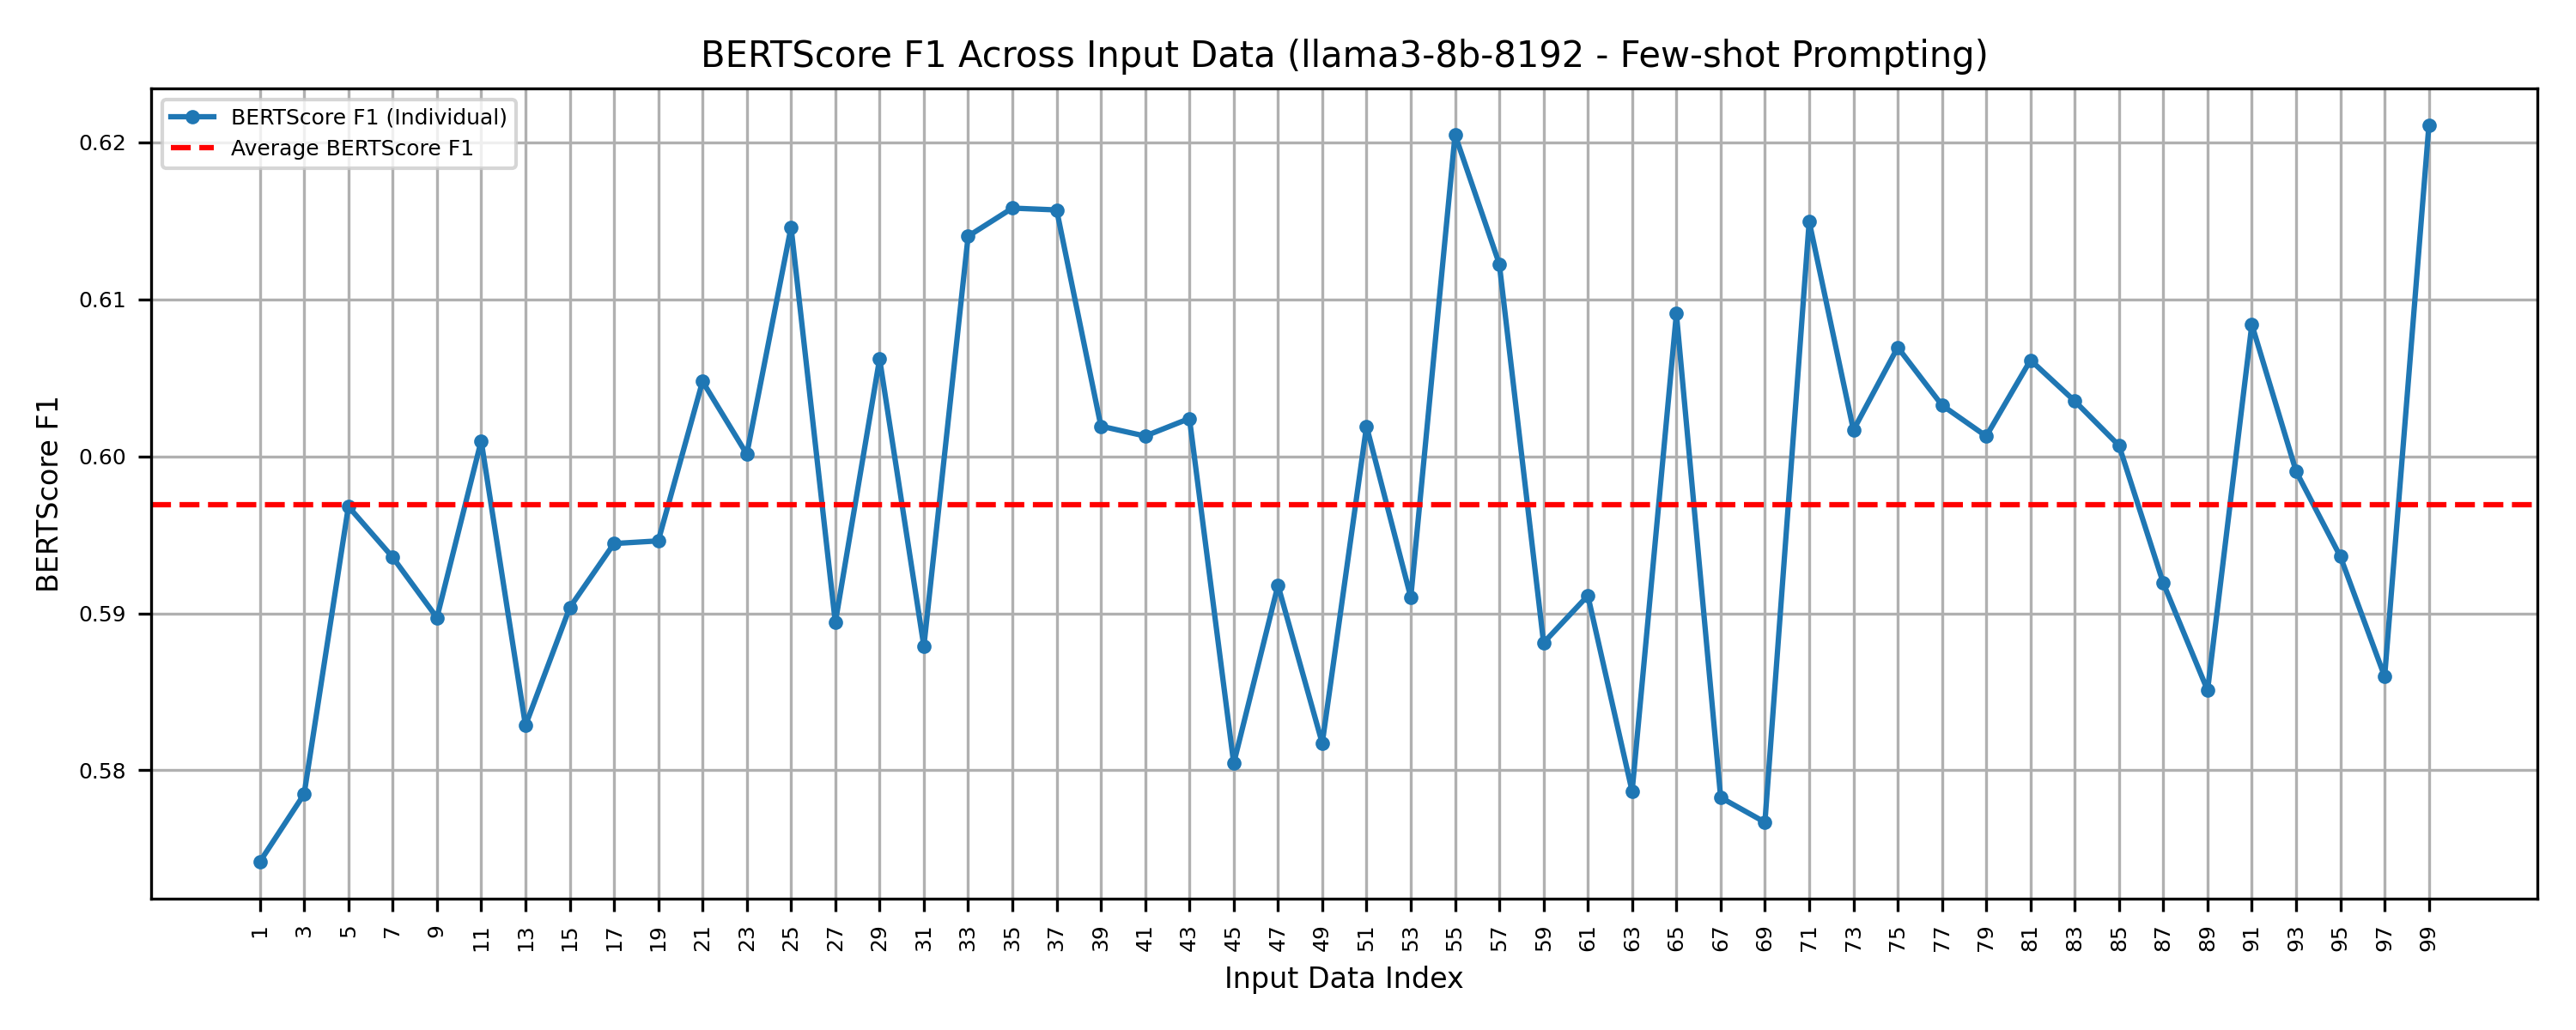 BERTScore F1 Across Input Data (llama3-8b-8192 - Few-shot Prompting)
BERTScore F1 (Individual)
Average BERTScore F1
BERTScore F1
0.62
0.61
0.60
0.59
0.58
1 3 5 7 9 11 13 15 17 19 21 23 25 27 29 31 33 35 37 39 41 43 45 47 49 51 53 55 57 59 61 63 65 67 69 71 73 75 77 79 81 83 85 87 89 91 93 95 97 99
Input Data Index